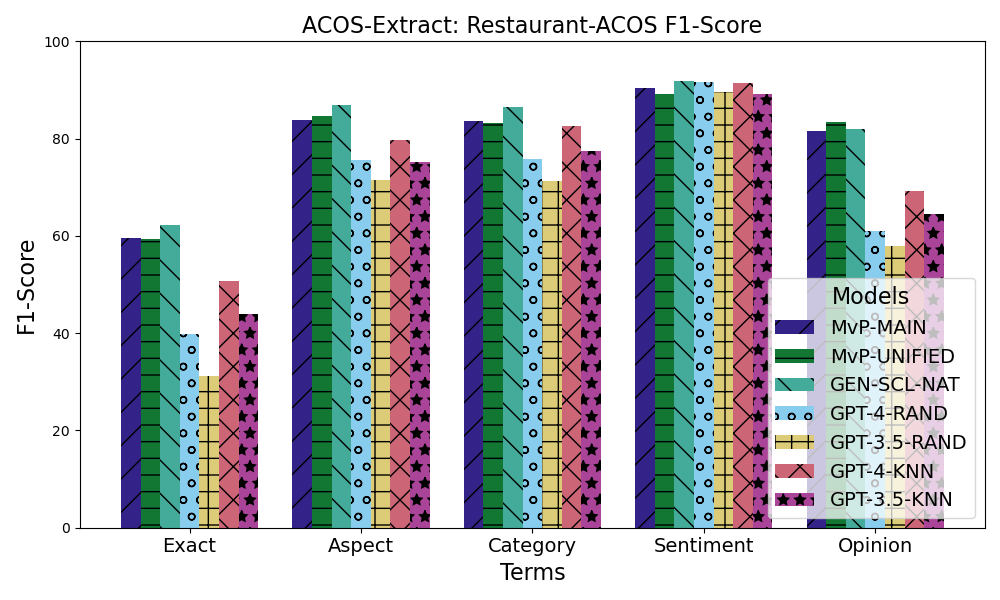 ACOS-Extract: Restaurant-ACOS F1-Score
F1-Score
100
80
60
40
20
0
Exact
Aspect
Category
Sentiment
Opinion
Terms
Models
MvP-MAIN
MvP-UNIFIED
GEN-SCL-NAT
GPT-4-RAND
GPT-3.5-RAND
GPT-4-KNN
GPT-3.5-KNN